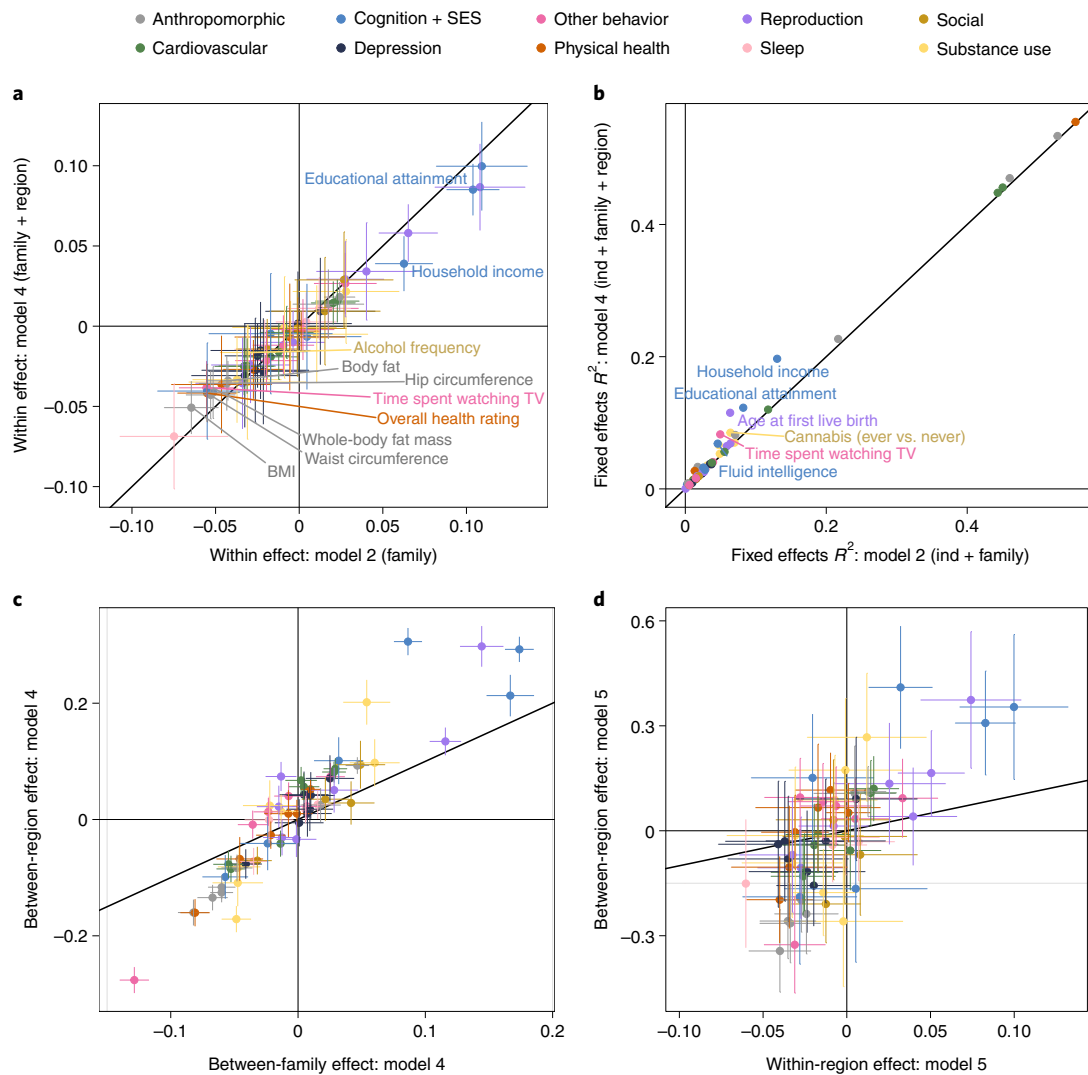 Anthropomorphic
Cognition + SES
Other behavior
Reproduction
Social
Cardiovascular
Depression
Physical health
Sleep
Substance use
a
Within effect: model 4 (family + region)
0.10
0.05
0
−0.05
−0.10
−0.10
−0.05
0
0.05
0.10
Within effect: model 2 (family)
Educational attainment
Household income
Alcohol frequency
Body fat
Hip circumference
Time spent watching TV
Overall health rating
Whole-body fat mass
Waist circumference
BMI
b
Fixed effects R²: model 4 (ind + family + region)
0.4
0.2
0
0
0.2
0.4
Fixed effects R²: model 2 (ind + family)
Household income
Educational attainment
Age at first live birth
Cannabis (ever vs. never)
Time spent watching TV
Fluid intelligence
c
Between-region effect: model 4
0.2
0
−0.2
−0.1
0
0.1
0.2
Between-family effect: model 4
d
Between-region effect: model 5
0.6
0.3
0
−0.3
−0.05
0
0.05
0.10
−0.10
Within-region effect: model 5